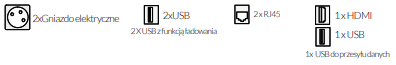 2xGniazdo elektryczne
2xUSB
2X USB z funkcją ładowania
2xRJ45
1x HDMI
1x USB
1x USB do przesyłu danych